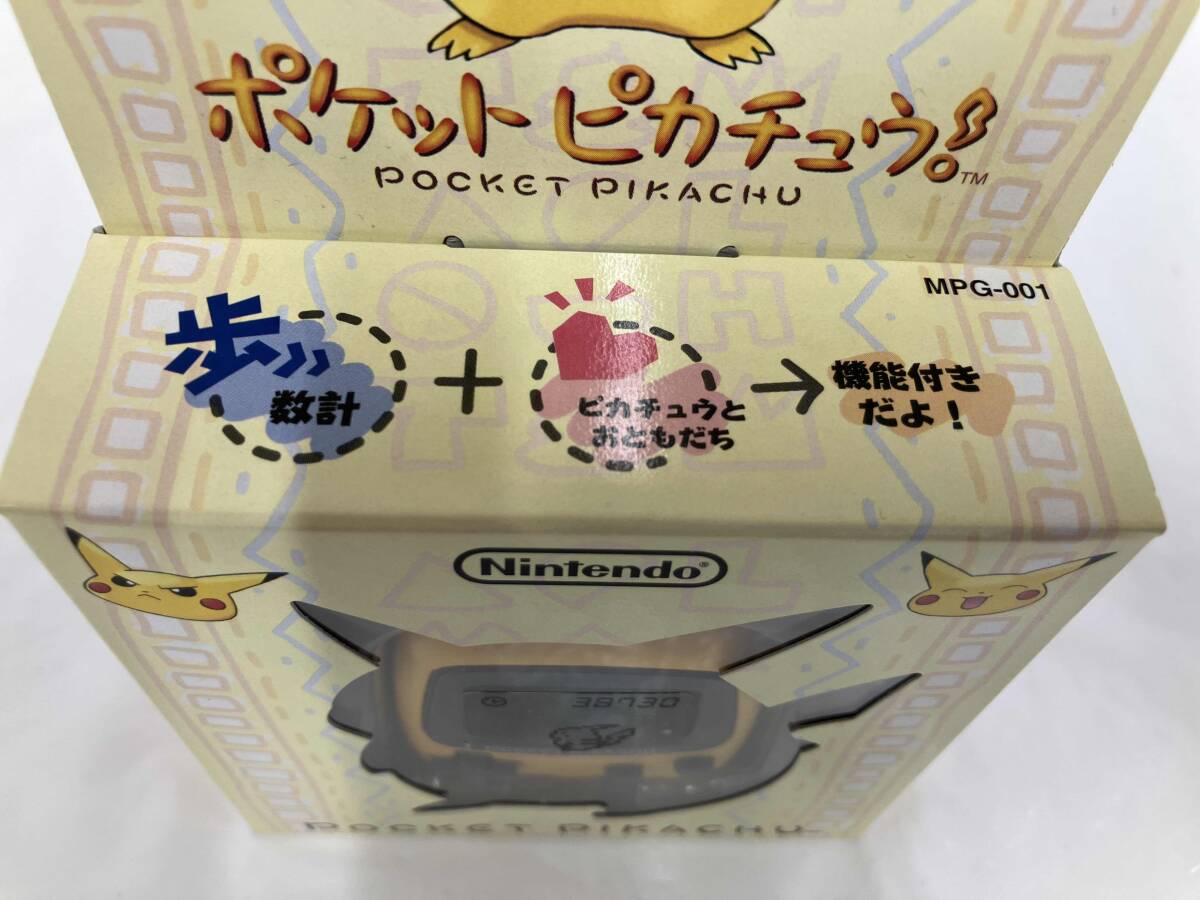 ポケットピカチュウ!
TM
POCKET PIKACHU
MPG-001
歩
数計
+
ピカチュウと
おともだち
→
機能付き
だよ!
Nintendo®
POCKET PIKACHU